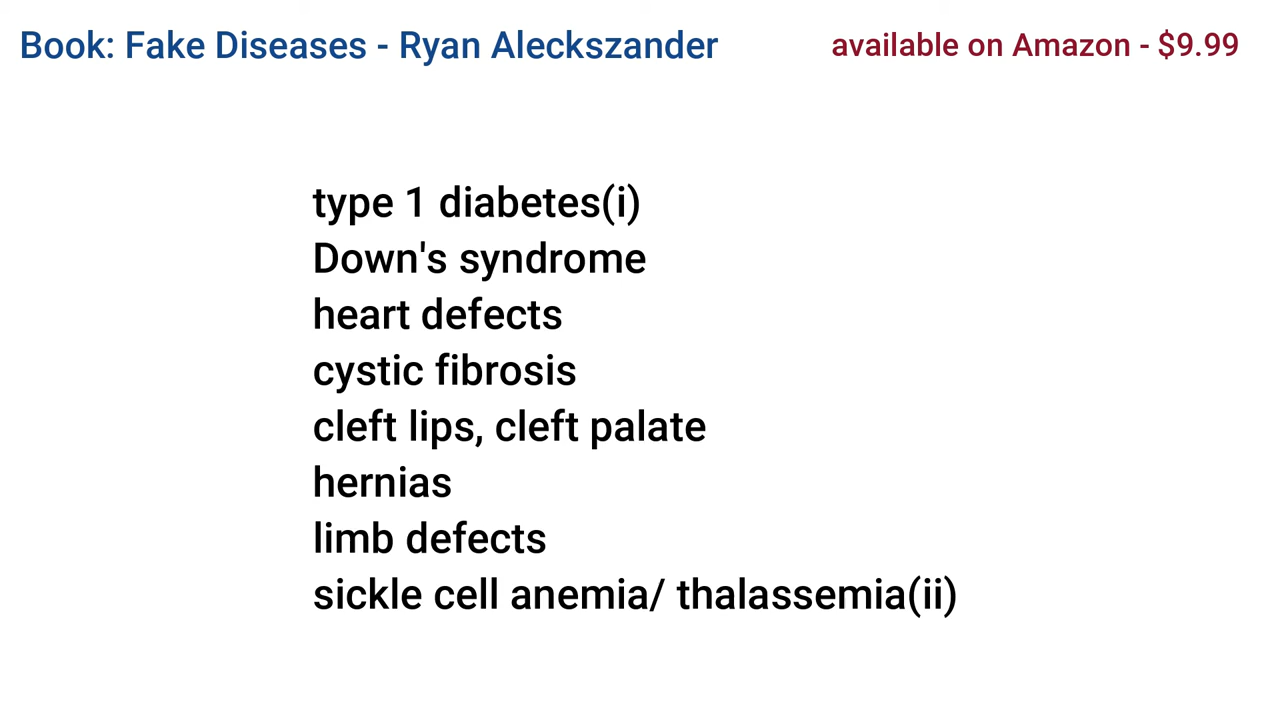 Book: Fake Diseases - Ryan Aleckszander
available on Amazon - $9.99
type 1 diabetes(i)
Down's syndrome
heart defects
cystic fibrosis
cleft lips, cleft palate
hernias
limb defects
sickle cell anemia/ thalassemia(ii)